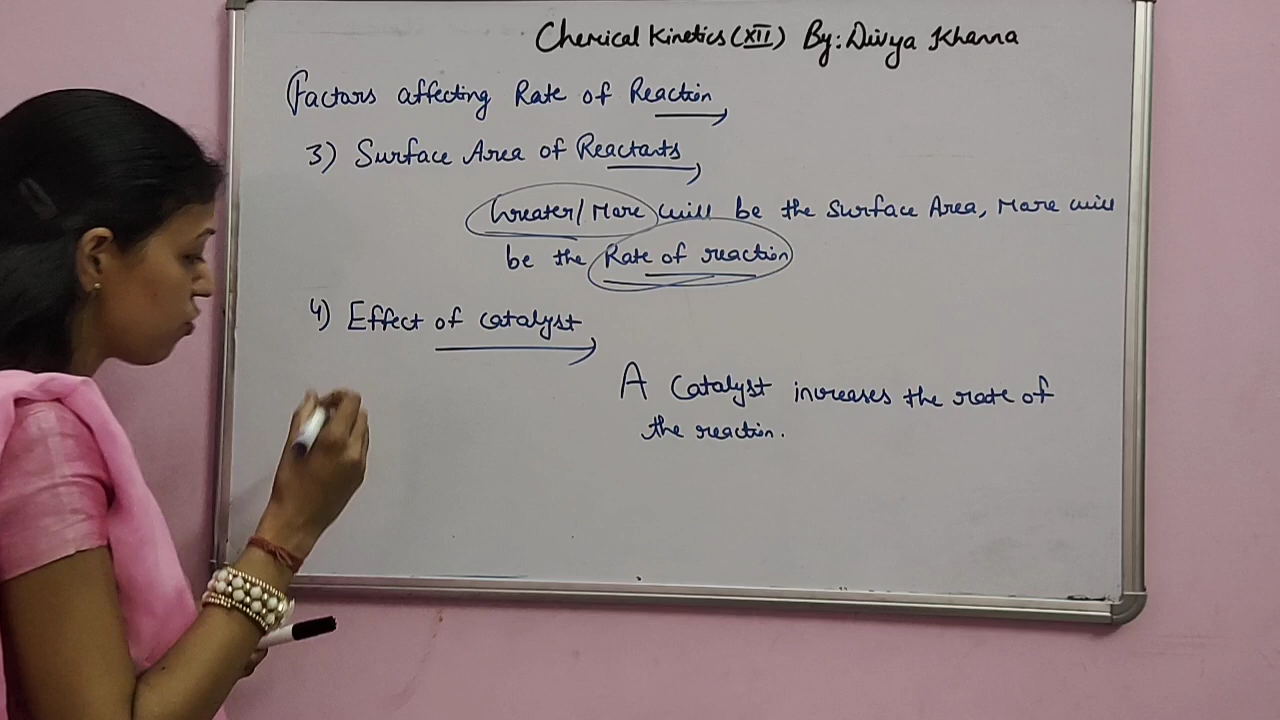 Chemical Kinetics (XII) By: Divya Khanna
Factors affecting Rate of Reaction
3) Surface Area of Reactants
Greater/More will be the Surface Area, More will
be the Rate of reaction
4) Effect of catalyst
A Catalyst increases the rate of
the reaction.